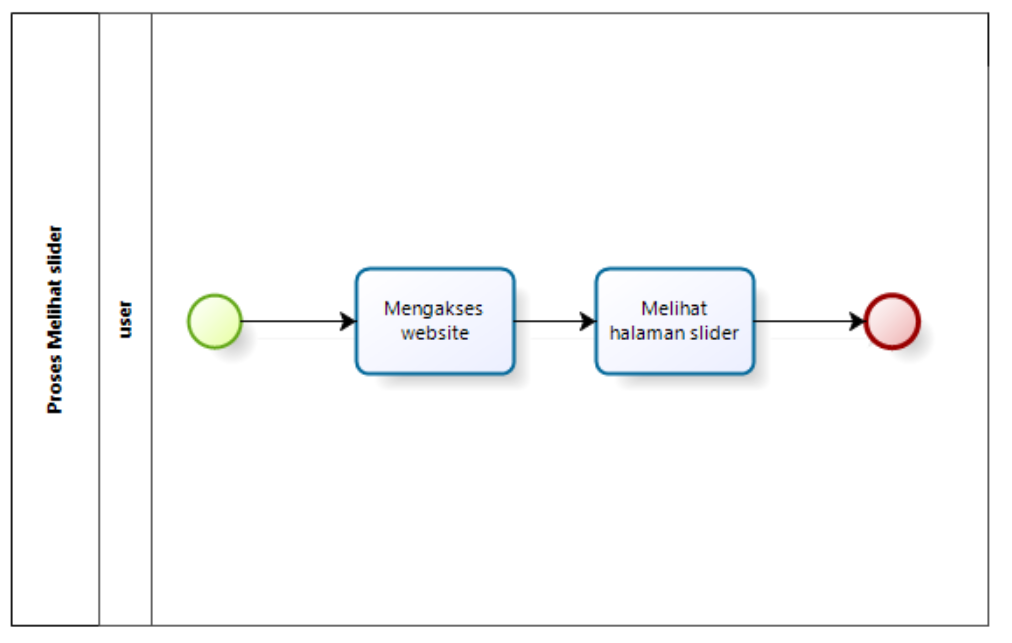 Proses Melihat slider
user
Mengakses
website
Melihat
halaman slider